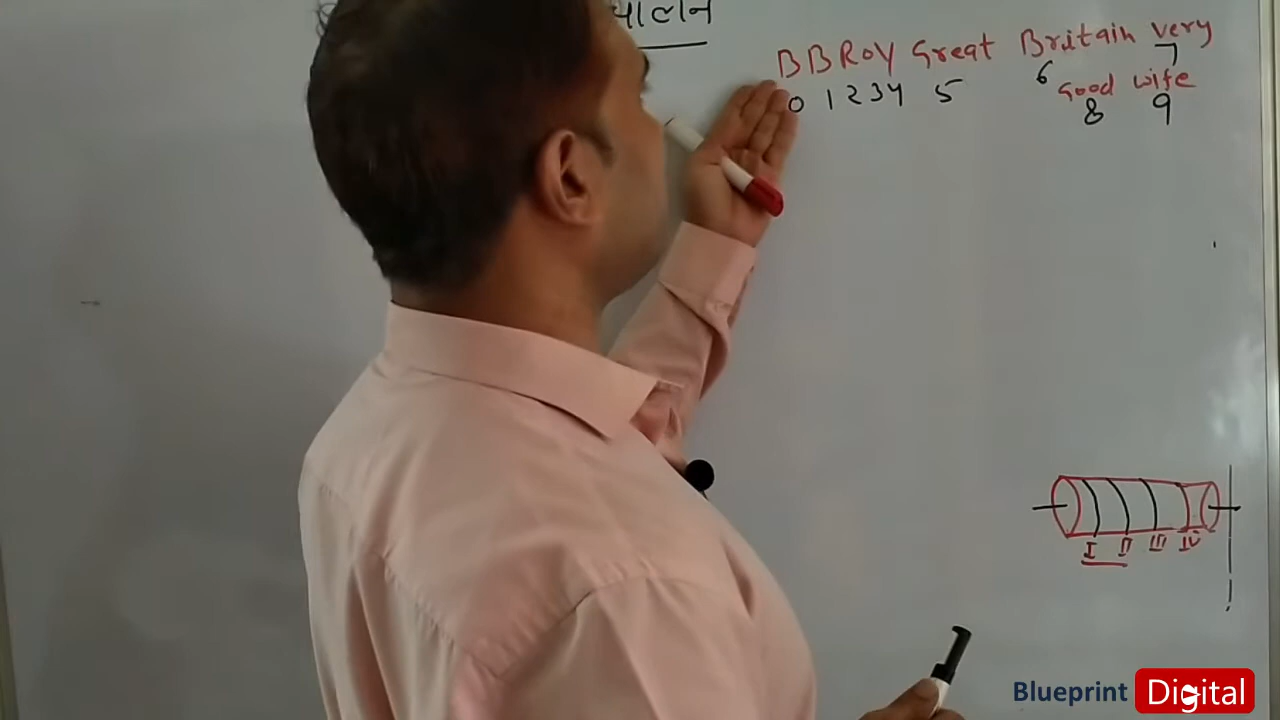 BBROY Great Britain very
0 1 2 3 4 5 6 7
Good wife
8 9
I II III IV
Blueprint Digital